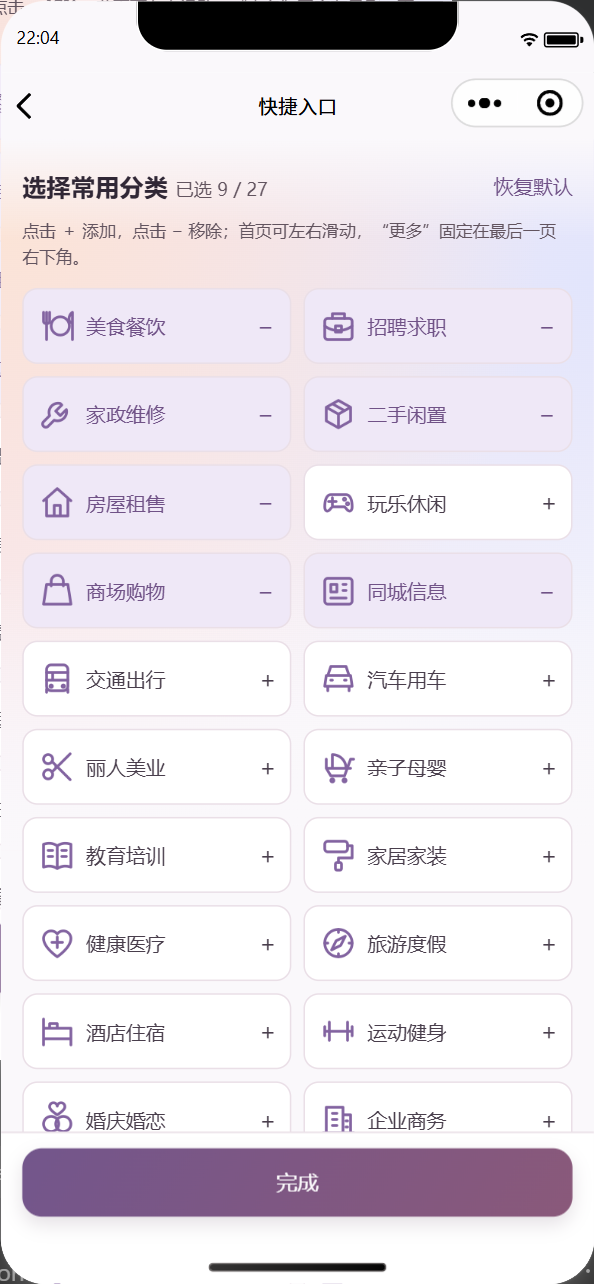 22:04
快捷入口
选择常用分类 已选 9 / 27 恢复默认
点击 + 添加，点击 − 移除；首页可左右滑动，“更多”固定在最后一页
右下角。
美食餐饮 − 招聘求职 −
家政维修 − 二手闲置 −
房屋租售 − 玩乐休闲 +
商场购物 − 同城信息 −
交通出行 + 汽车用车 +
丽人美业 + 亲子母婴 +
教育培训 + 家居家装 +
健康医疗 + 旅游度假 +
酒店住宿 + 运动健身 +
婚庆婚恋 + 企业商务 +
完成